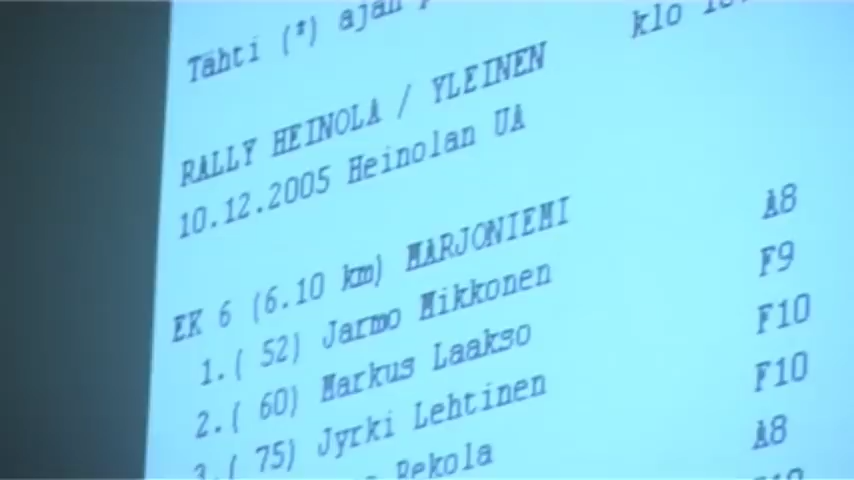 Tähti (*) ajan
RALLY HEINOLA / YLEINEN klo
10.12.2005 Heinolan UA
EK 6 (6.10 km) MARJONIEMI
1.( 52) Jarmo Mikkonen A8
2.( 60) Markus Laakso F9
3.( 75) Jyrki Lehtinen F10
Rekola F10
A8